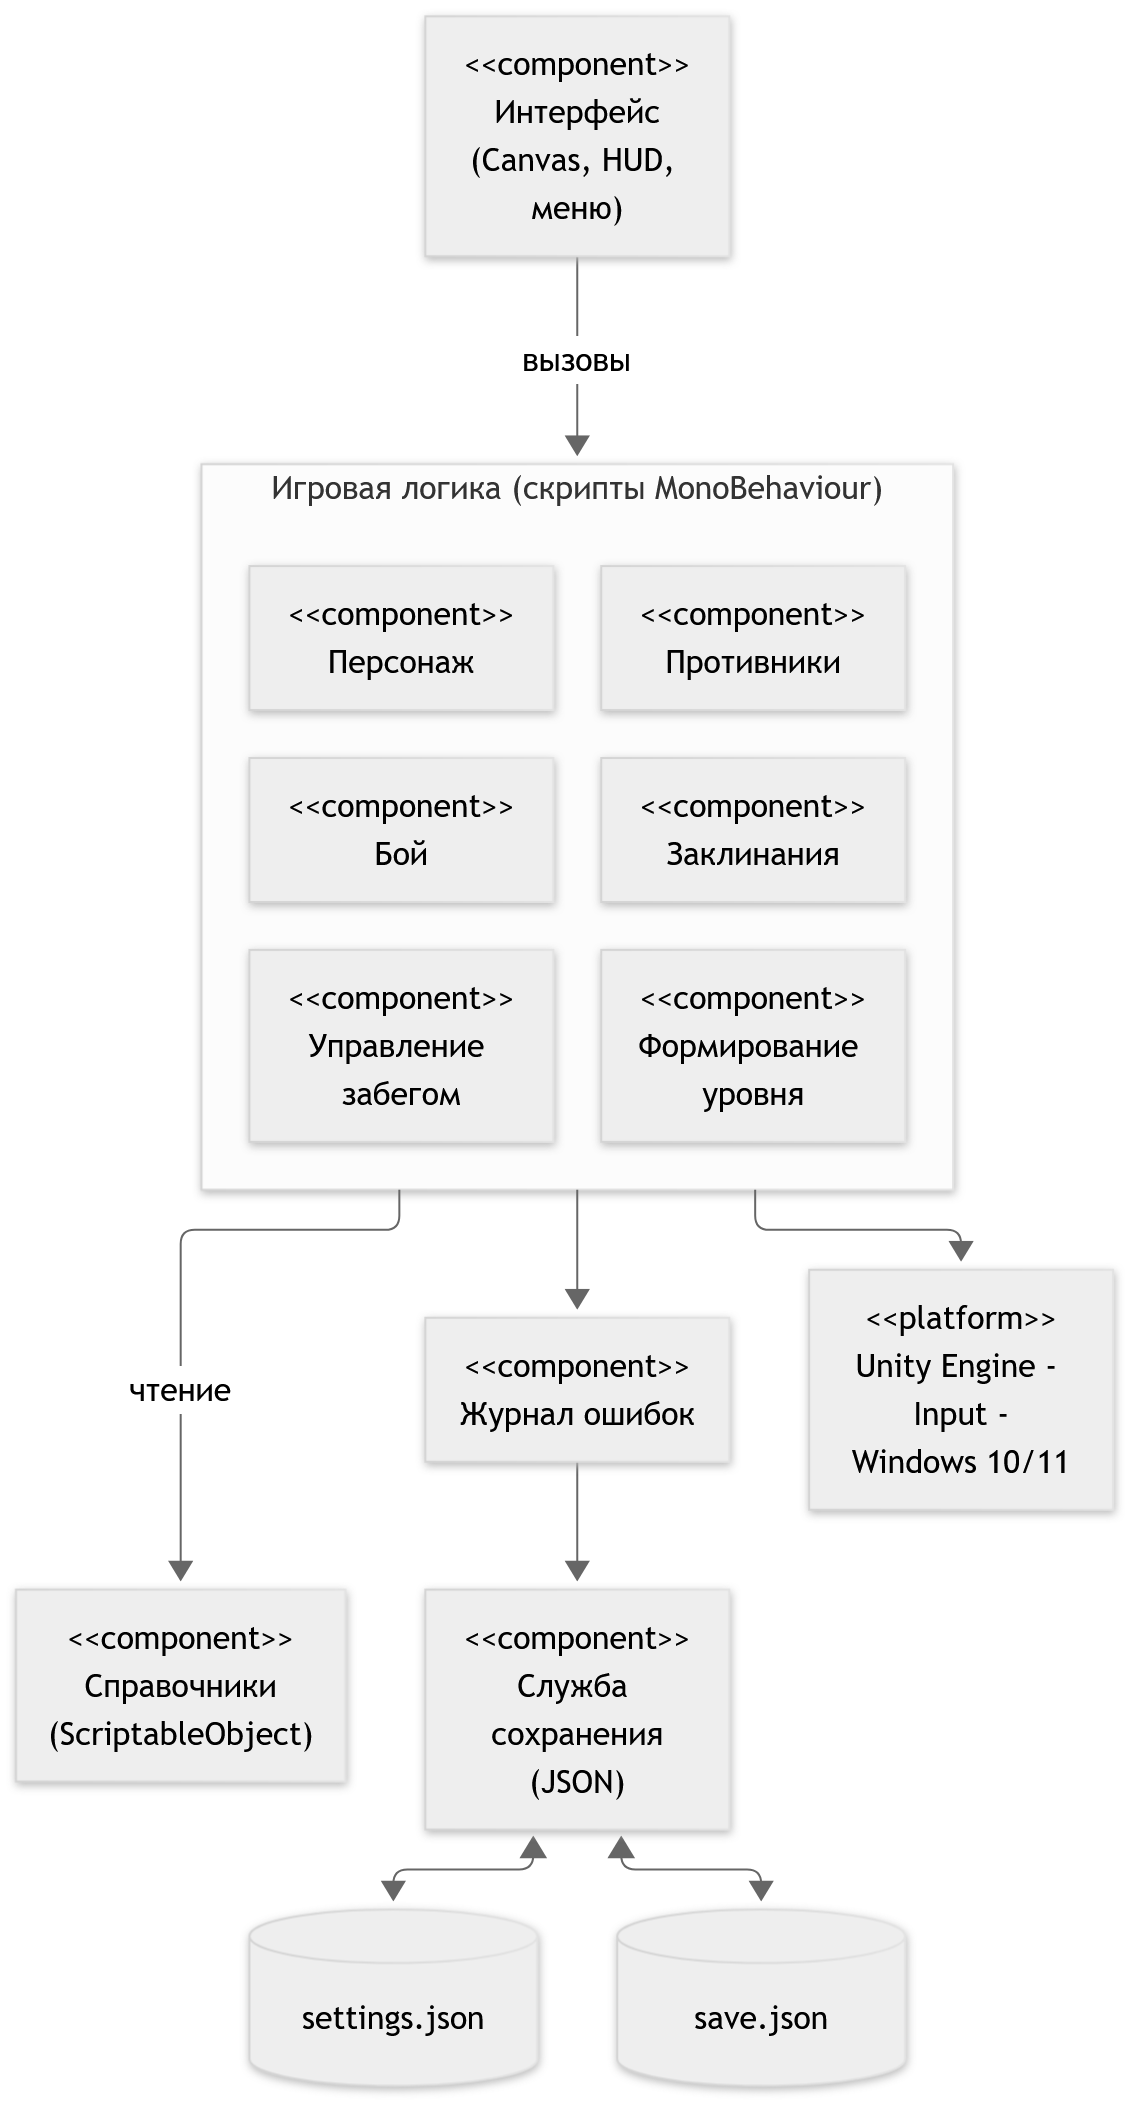 <<component>>
Интерфейс
(Canvas, HUD,
меню)
вызовы
Игровая логика (скрипты MonoBehaviour)
<<component>>
Персонаж
<<component>>
Противники
<<component>>
Бой
<<component>>
Заклинания
<<component>>
Управление
забегом
<<component>>
Формирование
уровня
<<platform>>
Unity Engine -
Input -
Windows 10/11
<<component>>
Журнал ошибок
чтение
<<component>>
Справочники
(ScriptableObject)
<<component>>
Служба
сохранения
(JSON)
settings.json
save.json